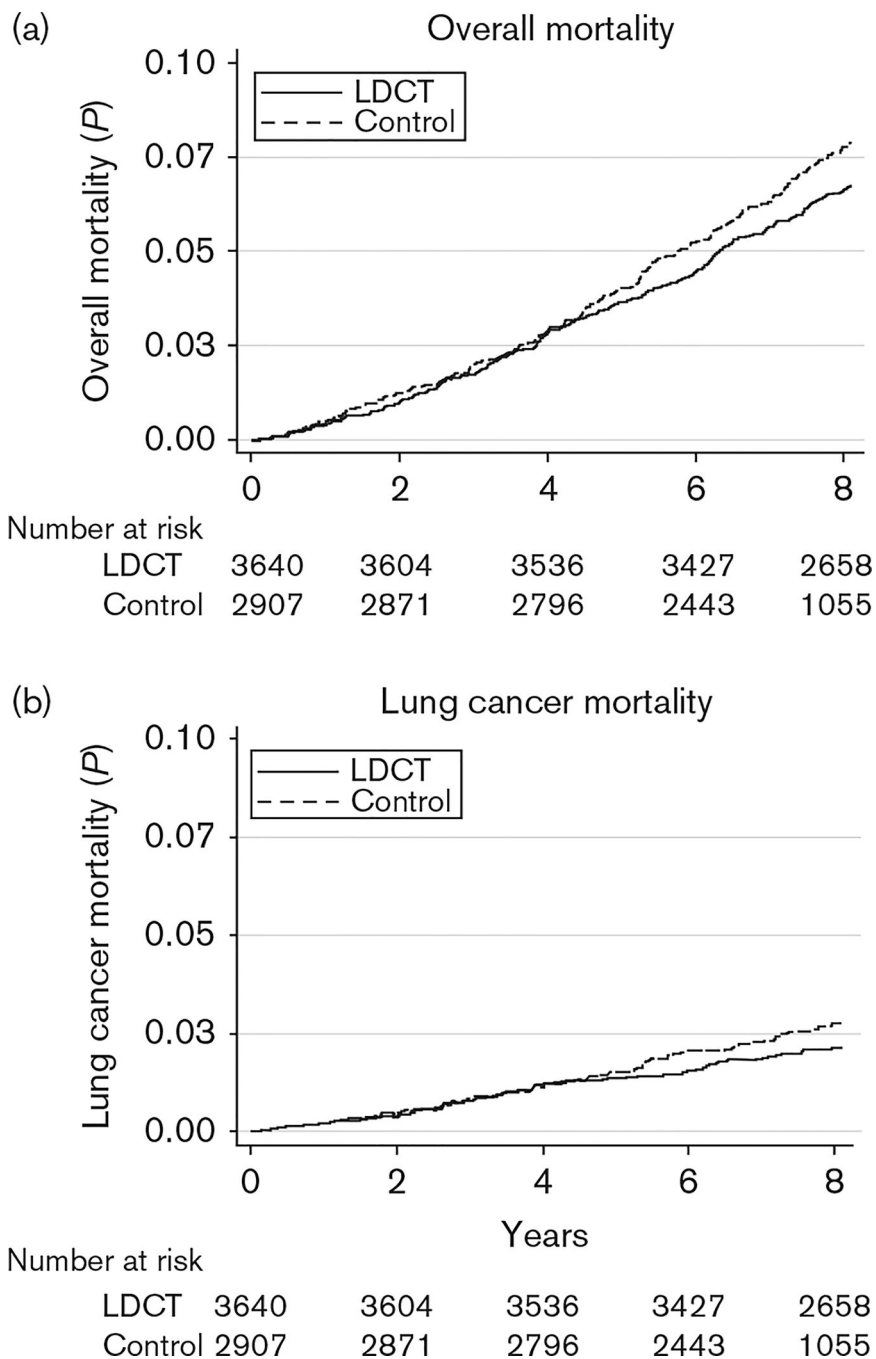 (a)
Overall mortality
0.10
LDCT
Control
0.07
0.05
0.03
0.00
Overall mortality (P)
0 2 4 6 8
Number at risk
LDCT 3640 3604 3536 3427 2658
Control 2907 2871 2796 2443 1055
(b)
Lung cancer mortality
0.10
LDCT
Control
0.07
0.05
0.03
0.00
Lung cancer mortality (P)
0 2 4 6 8
Years
Number at risk
LDCT 3640 3604 3536 3427 2658
Control 2907 2871 2796 2443 1055